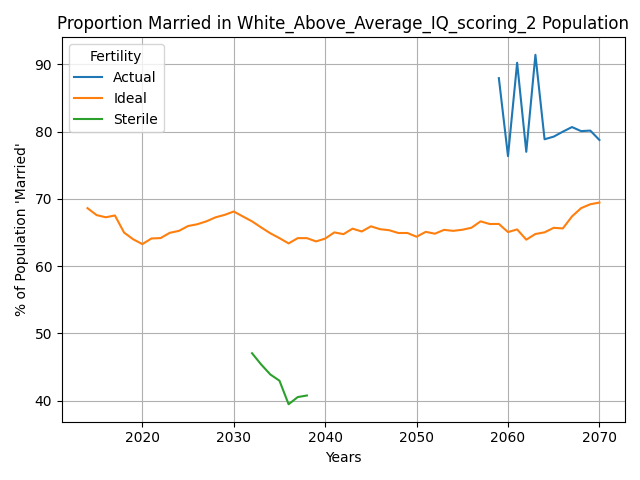 Proportion Married in White_Above_Average_IQ_scoring_2 Population
Fertility
Actual
Ideal
Sterile
% of Population 'Married'
90
80
70
60
50
40
2020
2030
2040
2050
2060
2070
Years